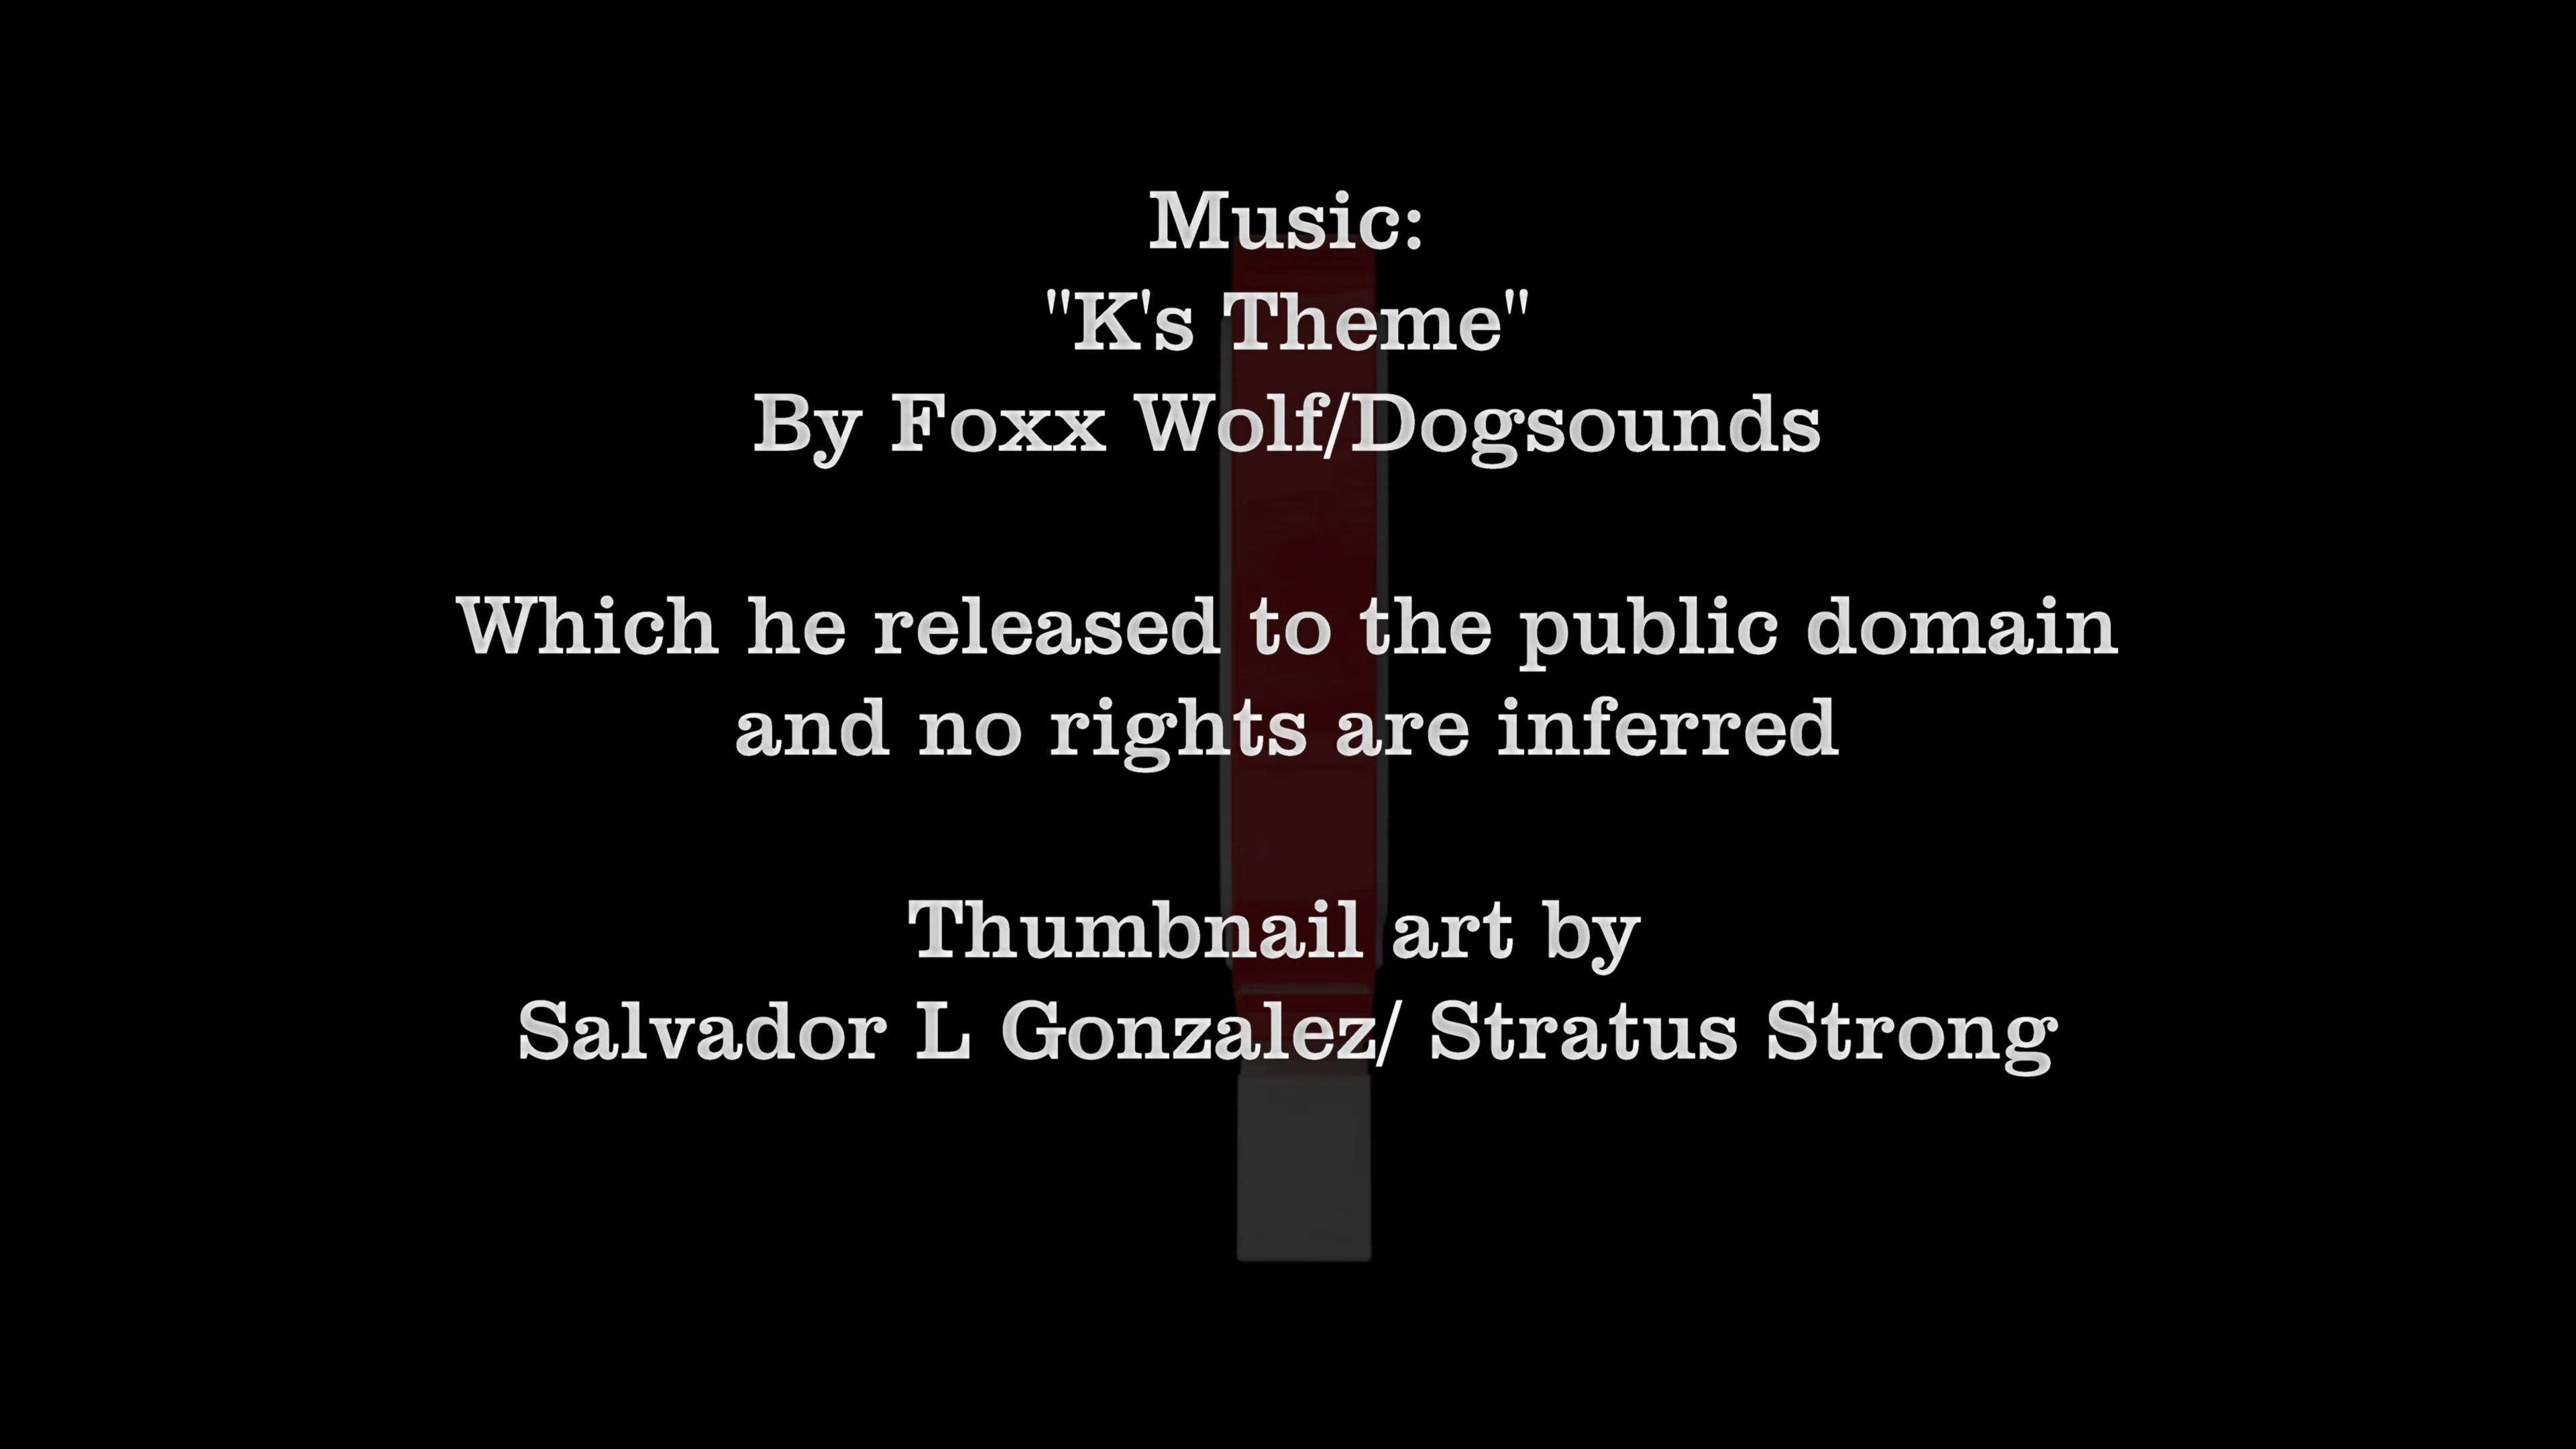 Music:
"K's Theme"
By Foxx Wolf/Dogsounds
Which he released to the public domain
and no rights are inferred
Thumbnail art by
Salvador L Gonzalez/ Stratus Strong